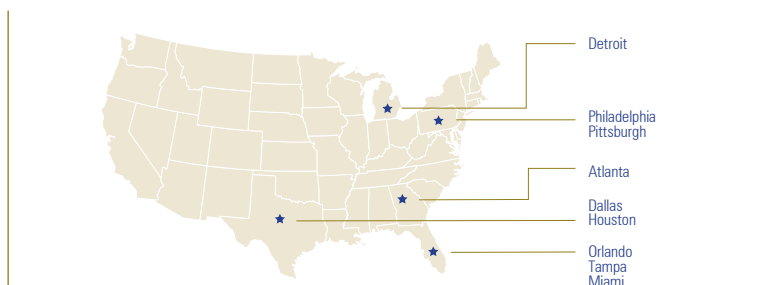 Detroit
Philadelphia
Pittsburgh
Atlanta
Dallas
Houston
Orlando
Tampa
Miami